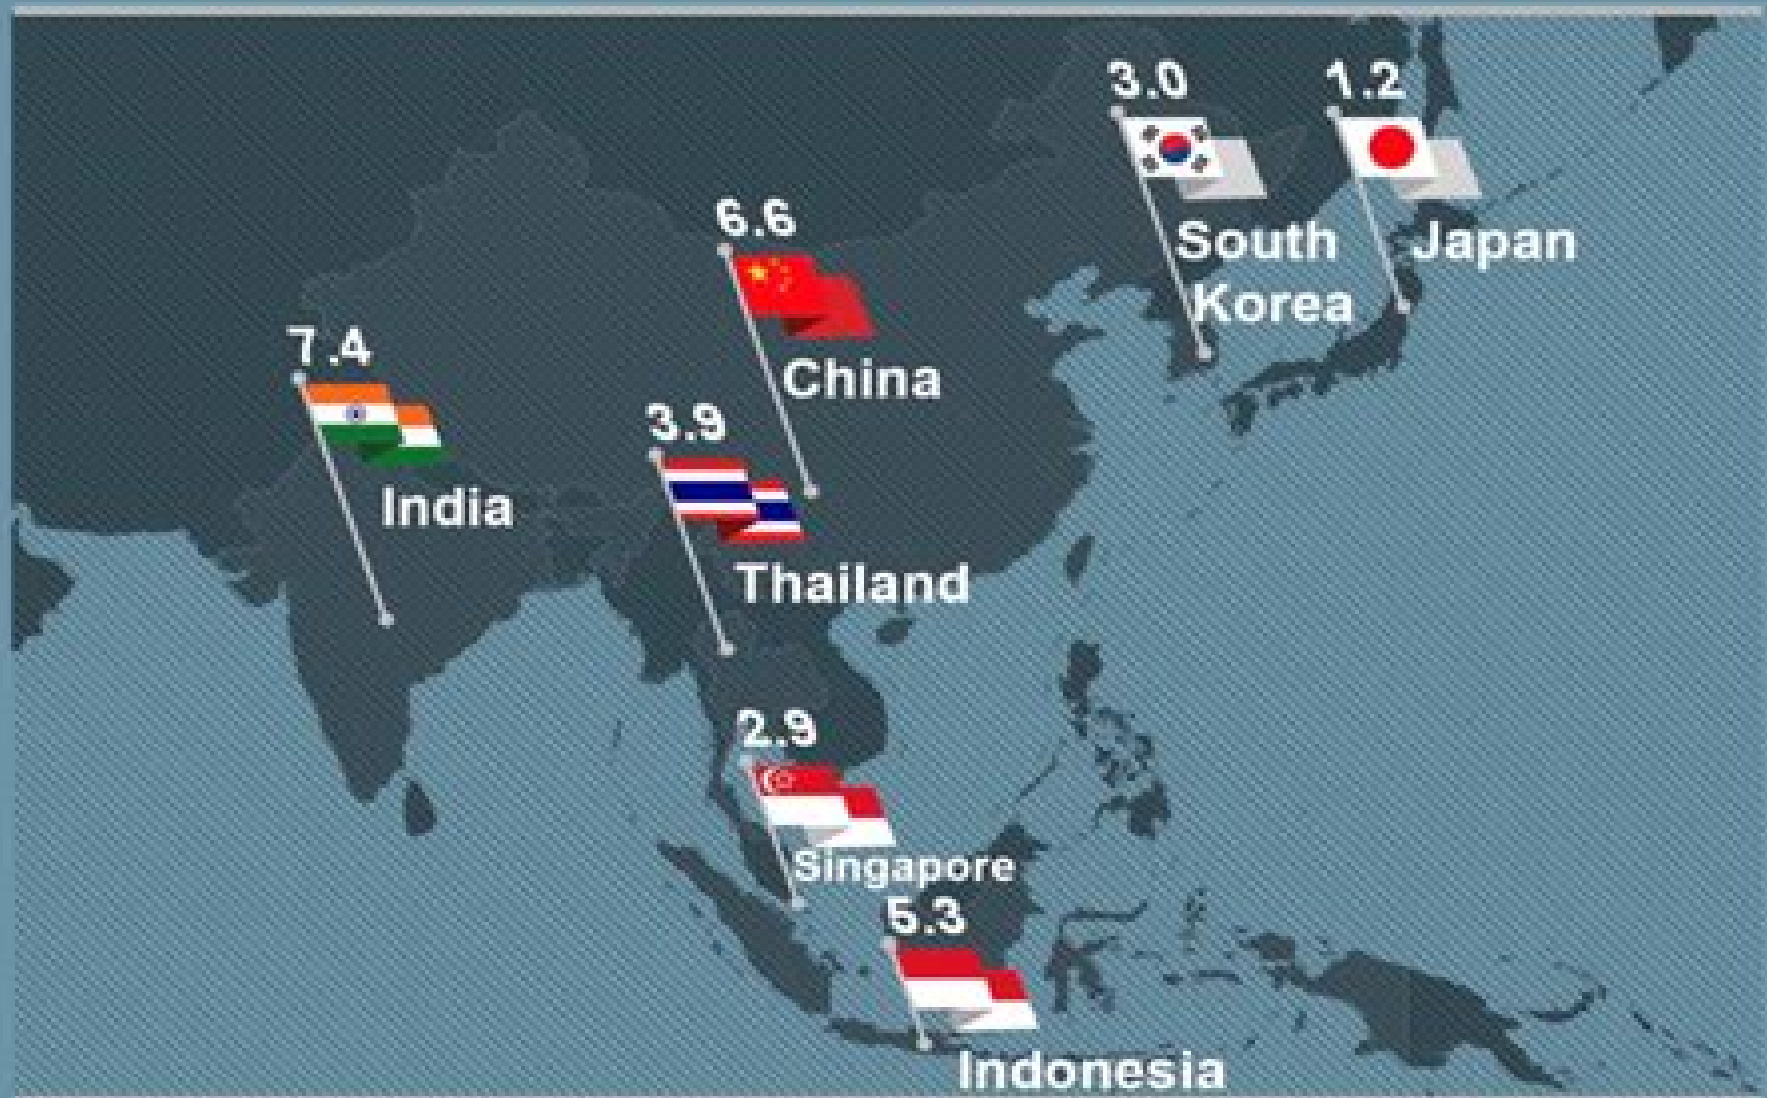 3.0
South
Korea
1.2
Japan
6.6
China
7.4
India
3.9
Thailand
2.9
Singapore
5.3
Indonesia